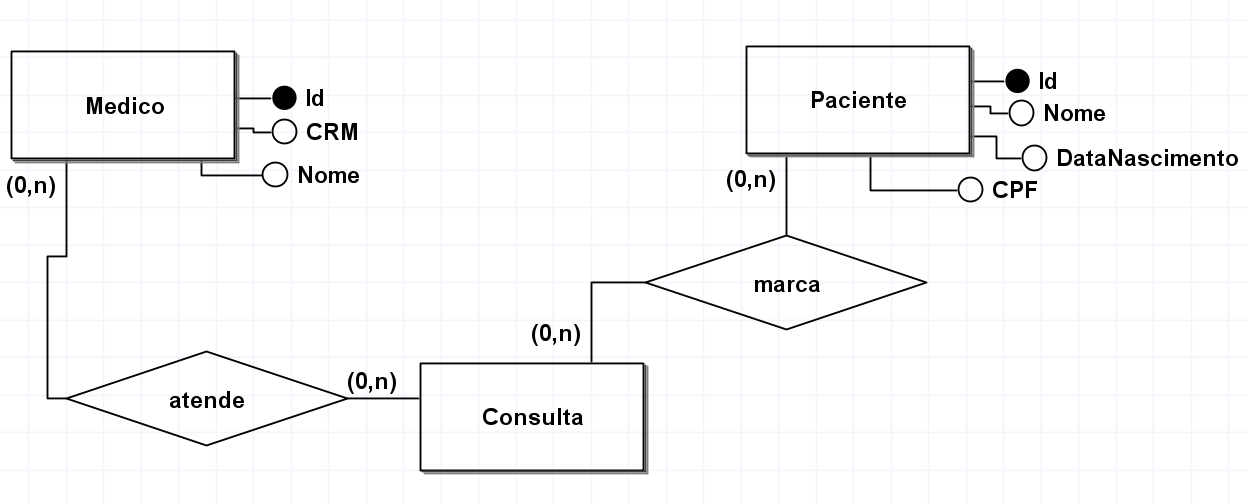 Medico
Id
CRM
Nome
(0,n)
Paciente
Id
Nome
DataNascimento
CPF
(0,n)
marca
(0,n)
atende
(0,n)
Consulta